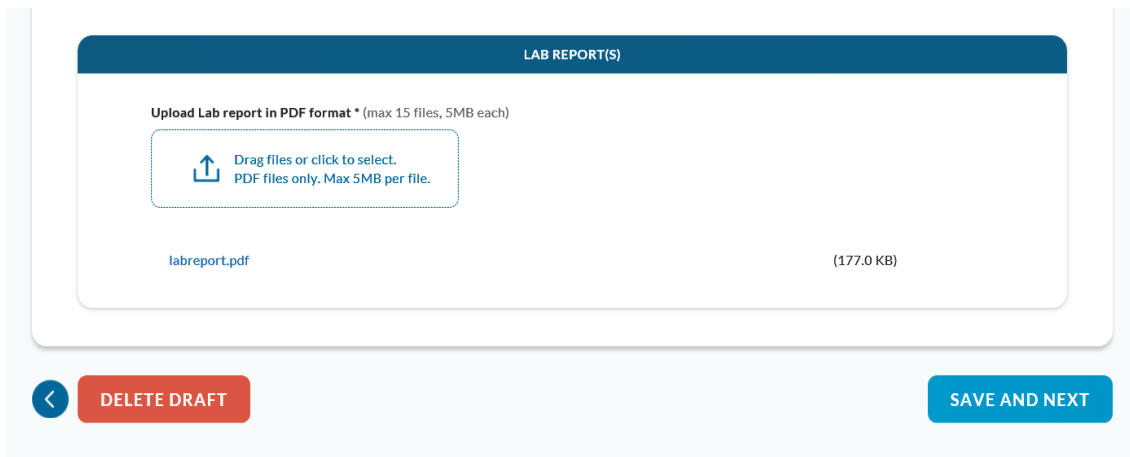 LAB REPORT(S)
Upload Lab report in PDF format * (max 15 files, 5MB each)
Drag files or click to select.
PDF files only. Max 5MB per file.
labreport.pdf (177.0 KB)
DELETE DRAFT SAVE AND NEXT